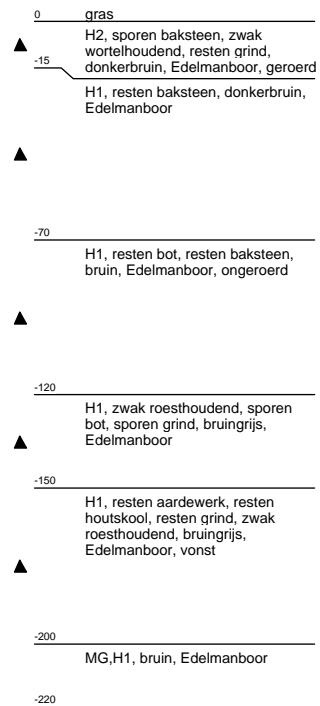 0 gras
H2, sporen baksteen, zwak
wortelhoudend, resten grind,
donkerbruin, Edelmanboor, geroerd
-15
H1, resten baksteen, donkerbruin,
Edelmanboor
-70
H1, resten bot, resten baksteen,
bruin, Edelmanboor, ongeroerd
-120
H1, zwak roesthoudend, sporen
bot, sporen grind, bruingrijs,
Edelmanboor
-150
H1, resten aardewerk, resten
houtskool, resten grind, zwak
roesthoudend, bruingrijs,
Edelmanboor, vonst
-200
MG,H1, bruin, Edelmanboor
-220